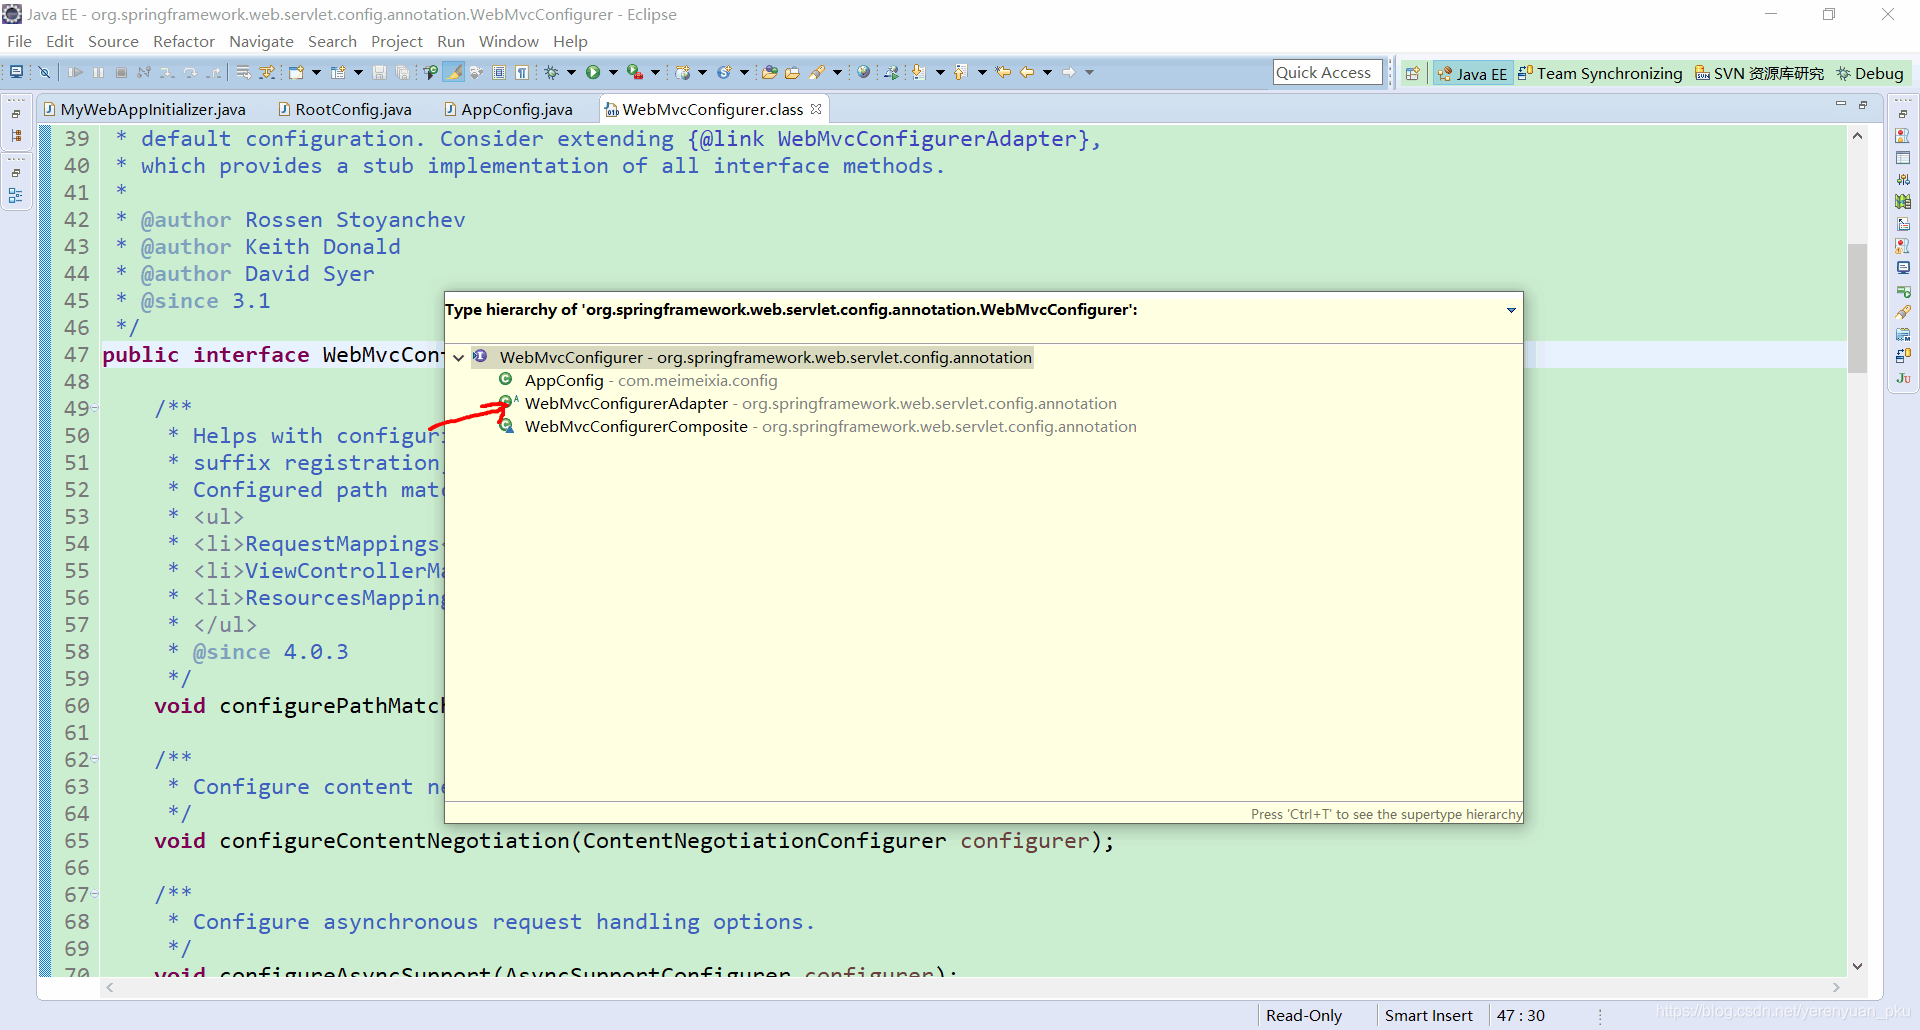 Java EE - org.springframework.web.servlet.config.annotation.WebMvcConfigurer - Eclipse
File Edit Source Refactor Navigate Search Project Run Window Help
Quick Access
Java EE
Team Synchronizing
SVN 资源库研究
Debug
MyWebAppInitializer.java
RootConfig.java
AppConfig.java
WebMvcConfigurer.class
39 * default configuration. Consider extending {@link WebMvcConfigurerAdapter},
40 * which provides a stub implementation of all interface methods.
41 *
42 * @author Rossen Stoyanchev
43 * @author Keith Donald
44 * @author David Syer
45 * @since 3.1
46 */
47 public interface WebMvcCon
48
49 /**
50 * Helps with configur
51 * suffix registration
52 * Configured path mat
53 * <ul>
54 * <li>RequestMappings
55 * <li>ViewControllerM
56 * <li>ResourcesMapping
57 * </ul>
58 * @since 4.0.3
59 */
60 void configurePathMatc
61
62 /**
63 * Configure content n
64 */
65 void configureContentNegotiation(ContentNegotiationConfigurer configurer);
66
67 /**
68 * Configure asynchronous request handling options.
69 */
70 void configureAsyncSupport(AsyncSupportConfigurer configurer);
Type hierarchy of 'org.springframework.web.servlet.config.annotation.WebMvcConfigurer':
WebMvcConfigurer - org.springframework.web.servlet.config.annotation
AppConfig - com.meimeixia.config
WebMvcConfigurerAdapter - org.springframework.web.servlet.config.annotation
WebMvcConfigurerComposite - org.springframework.web.servlet.config.annotation
Press 'Ctrl+T' to see the supertype hierarchy
Read-Only
Smart Insert
47 : 30
https://blog.csdn.net/yerenyuan_pku